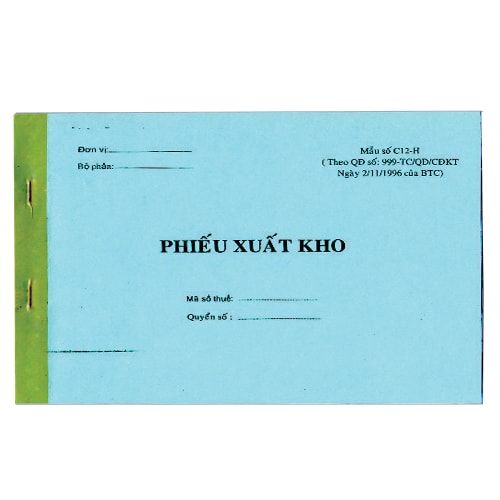 Đơn vị:
Mẫu số C12-H
Bộ phận:
( Theo QĐ số: 999-TC/QD/CĐKT
Ngày 2/11/1996 của BTC)
PHIẾU XUẤT KHO
Mã số thuế:
Quyển số :